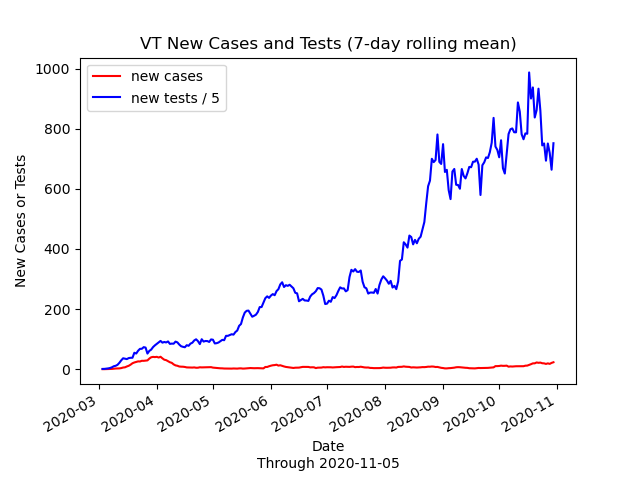 VT New Cases and Tests (7-day rolling mean)
new cases
new tests / 5
New Cases or Tests
1000
800
600
400
200
0
2020-03
2020-04
2020-05
2020-06
2020-07
2020-08
2020-09
2020-10
2020-11
Date
Through 2020-11-05